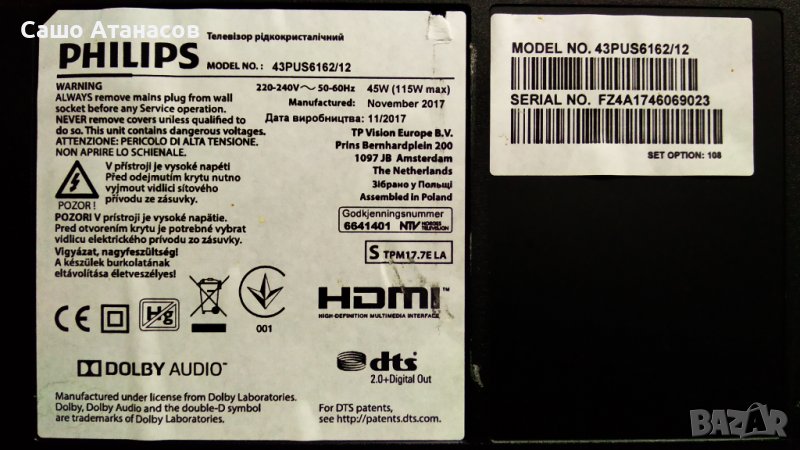 Сашо Атанасов
Телевізор рідкокристалічний
PHILIPS MODEL NO.: 43PUS6162/12
WARNING
ALWAYS remove mains plug from wall
socket before any Service operation.
NEVER remove covers unless qualified to
do so. This unit contains dangerous voltages.
ATTENZIONE: PERICOLO DI ALTA TENSIONE.
NON APRIRE LO SCHIENALE.
220-240V~ 50-60Hz 45W (115W max)
Manufactured: November 2017
Дата виробництва: 11/2017
TP Vision Europe B.V.
Prins Bernhardplein 200
1097 JB Amsterdam
The Netherlands
Зібрано у Польщі
Assembled in Poland
POZOR !
V přístroji je vysoké napětí
Před odejmutím krytu nutno
vyjmout vidlici síťového
přívodu ze zásuvky.
POZORI V prístroji je vysoké napätie.
Pred otvorením krytu je potrebné vybrat
vidlicu elektrického prívodu zo zásuvky.
Vigyázat, nagyfeszültség!
A készülek burkolatának
eltávolítása életveszélyes!
Godkjenningsnummer
6641401 NTV NORGES TELEVISJON
S TPM17.7E LA
CE
Hg
001
HDMI™
HIGH-DEFINITION MULTIMEDIA INTERFACE
DOLBY AUDIO™
dts
2.0+Digital Out
Manufactured under license from Dolby Laboratories.
Dolby, Dolby Audio and the double-D symbol
are trademarks of Dolby Laboratories.
For DTS patents,
see http://patents.dts.com.
MODEL NO. 43PUS6162/12
SERIAL NO. FZ4A1746069023
SET OPTION: 108
BAZAR